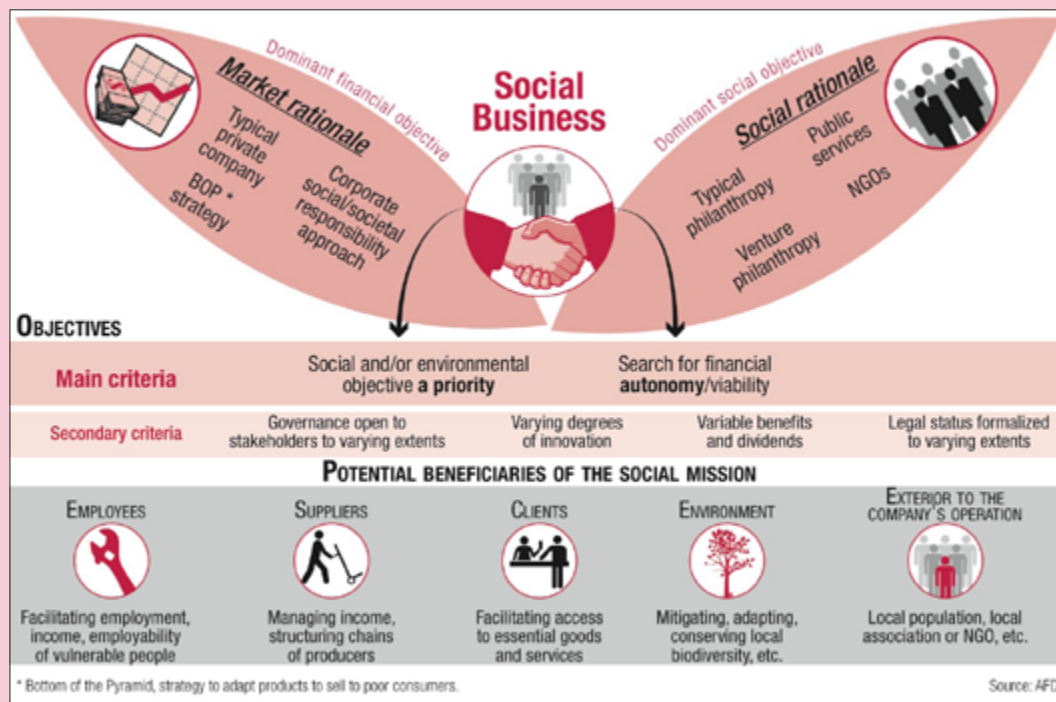 Dominant financial objective
Market rationale
Typical
private
company
BOP *
strategy
Corporate
social/societal
responsibility
approach
Social
Business
Dominant social objective
Social rationale
Public
services
Typical
philanthropy
NGOs
Venture
philanthropy
OBJECTIVES
Main criteria
Social and/or environmental
objective a priority
Search for financial
autonomy/viability
Secondary criteria
Governance open to
stakeholders to varying extents
Varying degrees
of innovation
Variable benefits
and dividends
Legal status formalized
to varying extents
POTENTIAL BENEFICIARIES OF THE SOCIAL MISSION
EMPLOYEES
Facilitating employment,
income, employability
of vulnerable people
SUPPLIERS
Managing income,
structuring chains
of producers
CLIENTS
Facilitating access
to essential goods
and services
ENVIRONMENT
Mitigating, adapting,
conserving local
biodiversity, etc.
EXTERIOR TO THE
COMPANY'S OPERATION
Local population, local
association or NGO, etc.
* Bottom of the Pyramid, strategy to adapt products to sell to poor consumers.
Source: AFD